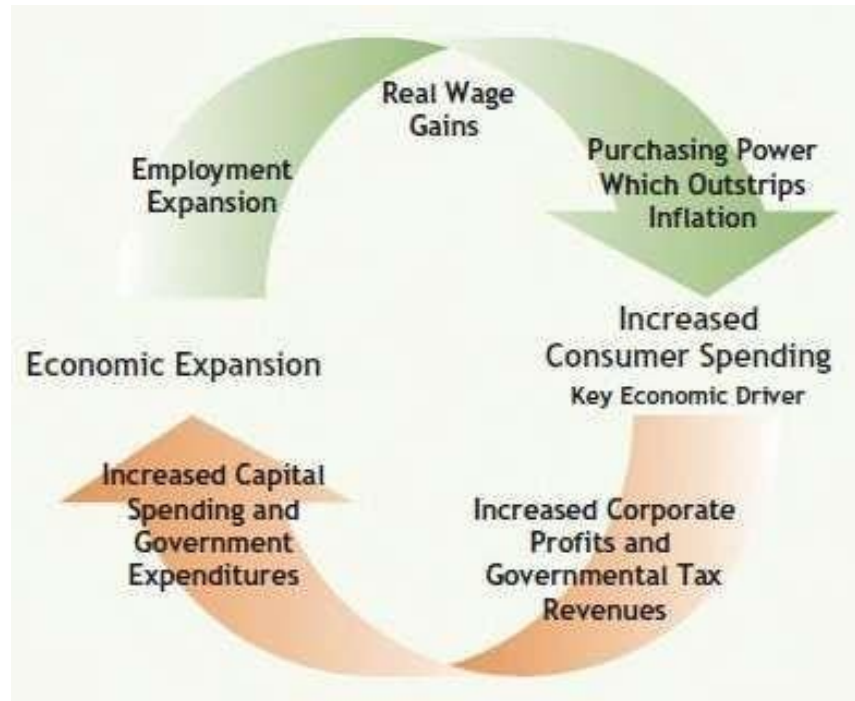 Real Wage
Gains
Employment
Expansion
Purchasing Power
Which Outstrips
Inflation
Economic Expansion
Increased
Consumer Spending
Key Economic Driver
Increased Capital
Spending and
Government
Expenditures
Increased Corporate
Profits and
Governmental Tax
Revenues